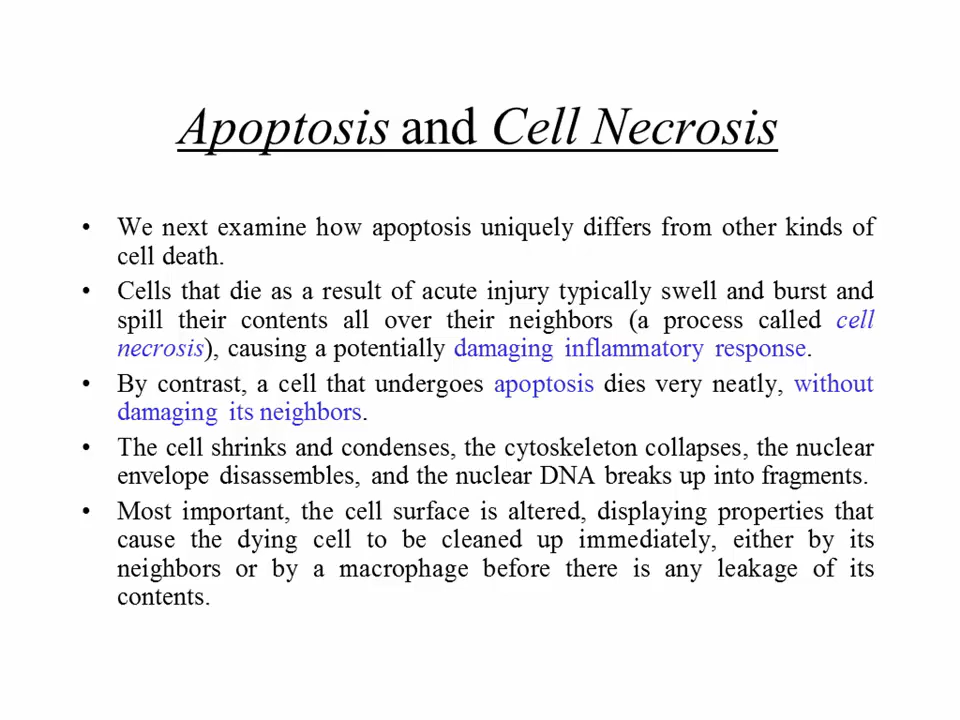 Apoptosis and Cell Necrosis
• We next examine how apoptosis uniquely differs from other kinds of
cell death.
• Cells that die as a result of acute injury typically swell and burst and
spill their contents all over their neighbors (a process called cell
necrosis), causing a potentially damaging inflammatory response.
• By contrast, a cell that undergoes apoptosis dies very neatly, without
damaging its neighbors.
• The cell shrinks and condenses, the cytoskeleton collapses, the nuclear
envelope disassembles, and the nuclear DNA breaks up into fragments.
• Most important, the cell surface is altered, displaying properties that
cause the dying cell to be cleaned up immediately, either by its
neighbors or by a macrophage before there is any leakage of its
contents.